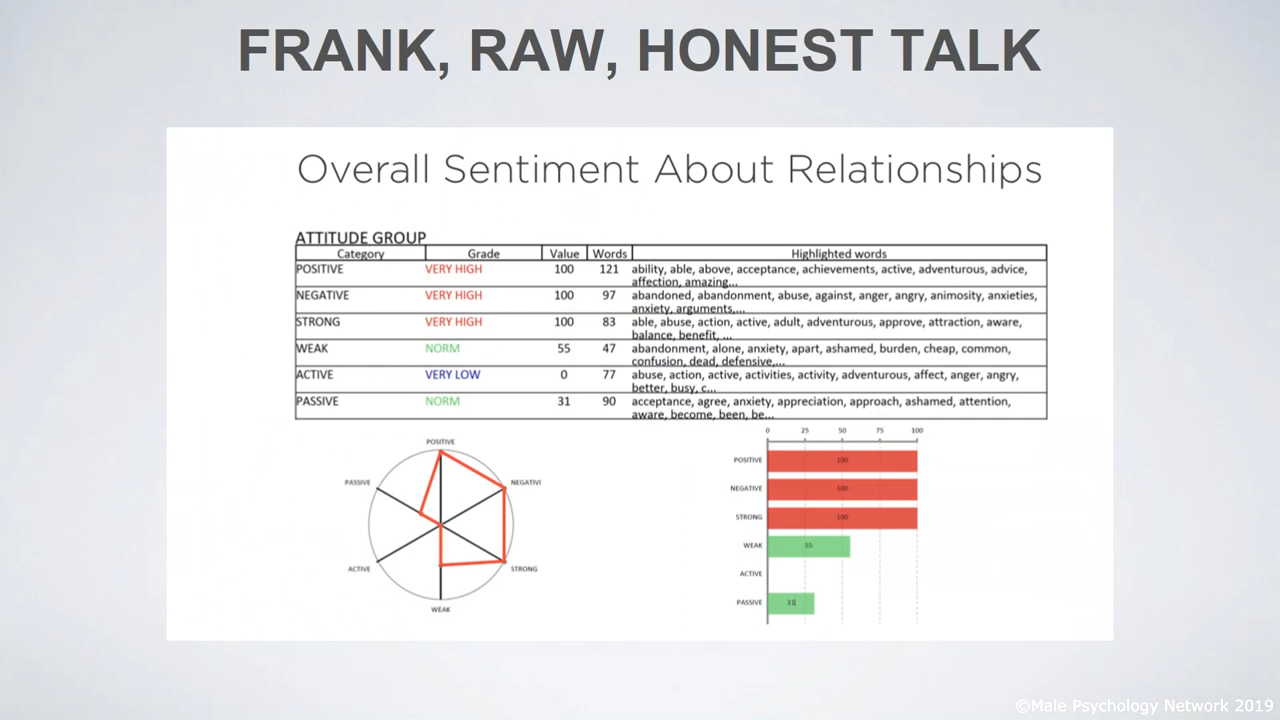 FRANK, RAW, HONEST TALK
Overall Sentiment About Relationships
ATTITUDE GROUP
Category Grade Value Words Highlighted words
POSITIVE VERY HIGH 100 121 ability, able, above, acceptance, achievements, active, adventurous, advice,
affection, amazing...
NEGATIVE VERY HIGH 100 97 abandoned, abandonment, abuse, against, anger, angry, animosity, anxieties,
anxiety, arguments,...
STRONG VERY HIGH 100 83 able, abuse, action, active, adult, adventurous, approve, attraction, aware,
balance, benefit, ...
WEAK NORM 55 47 abandonment, alone, anxiety, apart, ashamed, burden, cheap, common,
confusion, dead, defensive,...
ACTIVE VERY LOW 0 77 abuse, action, active, activities, activity, adventurous, affect, anger, angry,
better, busy, c...
PASSIVE NORM 31 90 acceptance, agree, anxiety, appreciation, approach, ashamed, attention,
aware, become, been, be...
POSITIVE
NEGATIVI
STRONG
WEAK
ACTIVE
PASSIVE
0 25 50 75 100
POSITIVE 100
NEGATIVE 100
STRONG 100
WEAK 55
ACTIVE
PASSIVE 31
©Male Psychology Network 2019